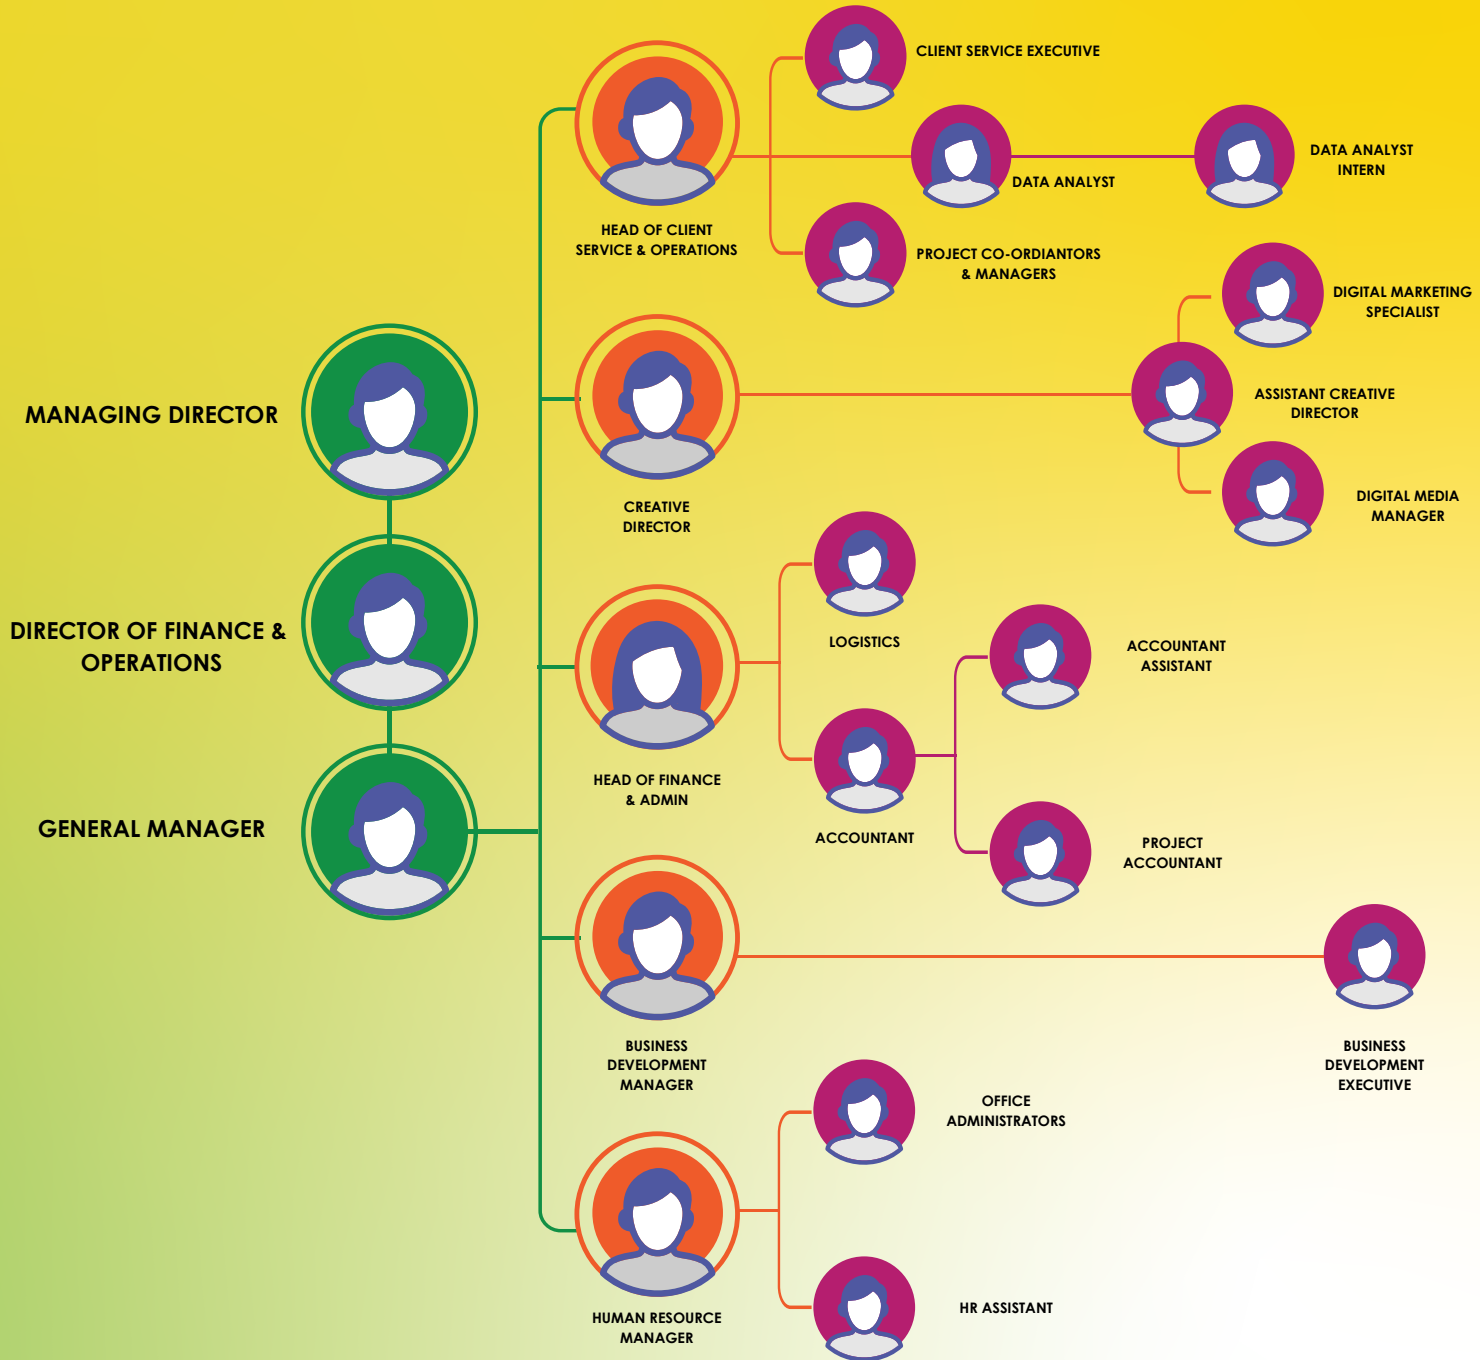 MANAGING DIRECTOR
DIRECTOR OF FINANCE &
OPERATIONS
GENERAL MANAGER
HEAD OF CLIENT
SERVICE & OPERATIONS
CLIENT SERVICE EXECUTIVE
DATA ANALYST
DATA ANALYST
INTERN
PROJECT CO-ORDIANTORS
& MANAGERS
CREATIVE
DIRECTOR
DIGITAL MARKETING
SPECIALIST
ASSISTANT CREATIVE
DIRECTOR
DIGITAL MEDIA
MANAGER
HEAD OF FINANCE
& ADMIN
LOGISTICS
ACCOUNTANT
ACCOUNTANT
ASSISTANT
PROJECT
ACCOUNTANT
BUSINESS
DEVELOPMENT
MANAGER
BUSINESS
DEVELOPMENT
EXECUTIVE
HUMAN RESOURCE
MANAGER
OFFICE
ADMINISTRATORS
HR ASSISTANT